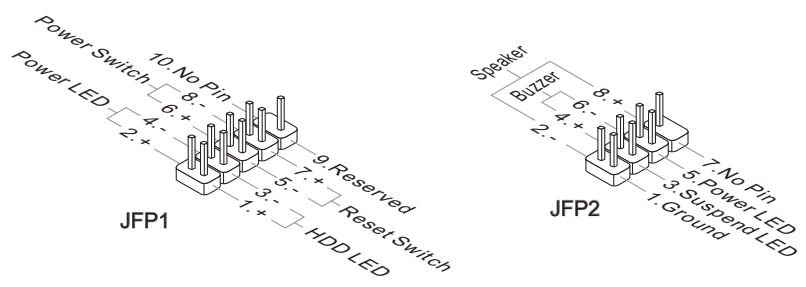 10.No Pin
Power Switch
8.-
6.+
Power LED
4.-
2.+
9.Reserved
7.+
5.-
Reset Switch
3.-
1.+
HDD LED
JFP1
Speaker
Buzzer
8.+
6.-
4.+
2.-
7.No Pin
5.Power LED
3.Suspend LED
1.Ground
JFP2